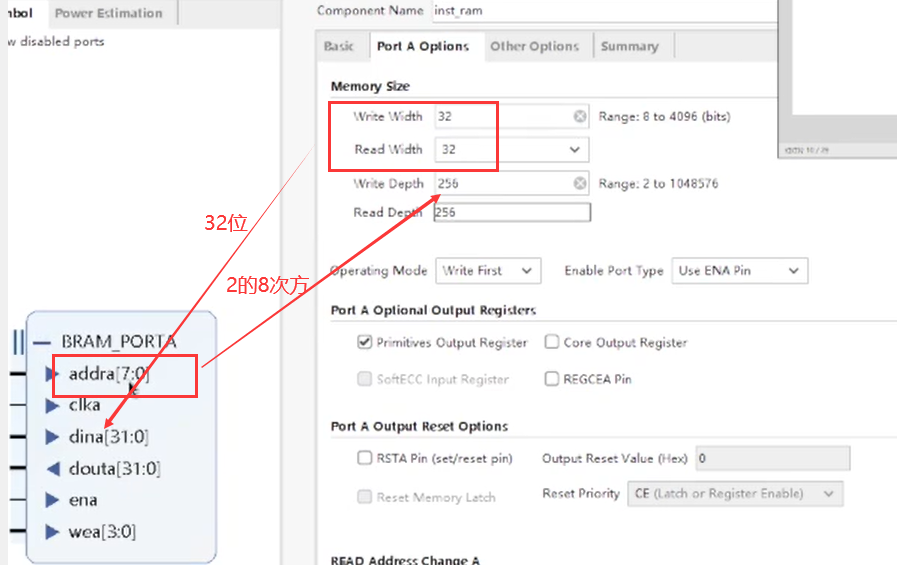 Power Estimation
w disabled ports
Component Name inst_ram
Basic Port A Options Other Options Summary
Memory Size
Write Width 32 Range: 8 to 4096 (bits)
Read Width 32
Write Depth 256 Range: 2 to 1048576
Read Depth 256
32位
2的8次方
Operating Mode Write First Enable Port Type Use ENA Pin
Port A Optional Output Registers
Primitives Output Register Core Output Register
SoftECC Input Register REGCEA Pin
Port A Output Reset Options
RSTA Pin (set/reset pin) Output Reset Value (Hex) 0
Reset Memory Latch Reset Priority CE (Latch or Register Enable)
READ Address Change A
BRAM_PORTA
addra[7:0]
clka
dina[31:0]
douta[31:0]
ena
wea[3:0]